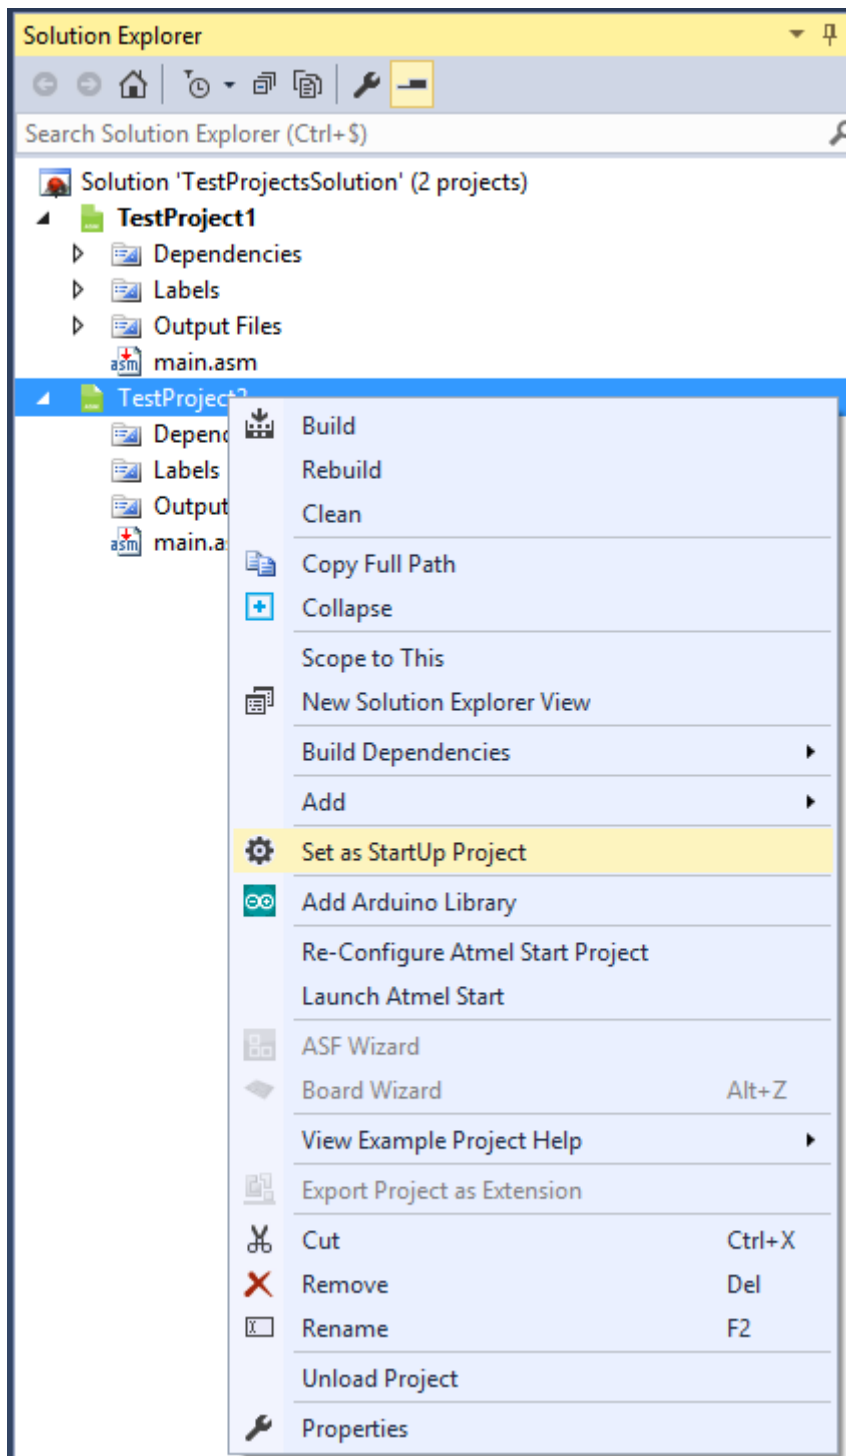 Solution Explorer
Search Solution Explorer (Ctrl+$)
Solution 'TestProjectsSolution' (2 projects)
TestProject1
Dependencies
Labels
Output Files
asm main.asm
Build
Rebuild
Labels
Clean
Output
asm
Copy Full Path
Collapse
Scope to This
New Solution Explorer View
Build Dependencies
Add
Set as StartUp Project
Add Arduino Library
Re-Configure Atmel Start Project
Launch Atmel Start
ASF Wizard
Board Wizard Alt+Z
View Example Project Help
Export Project as Extension
Cut Ctrl+X
Remove Del
Rename F2
Unload Project
Properties